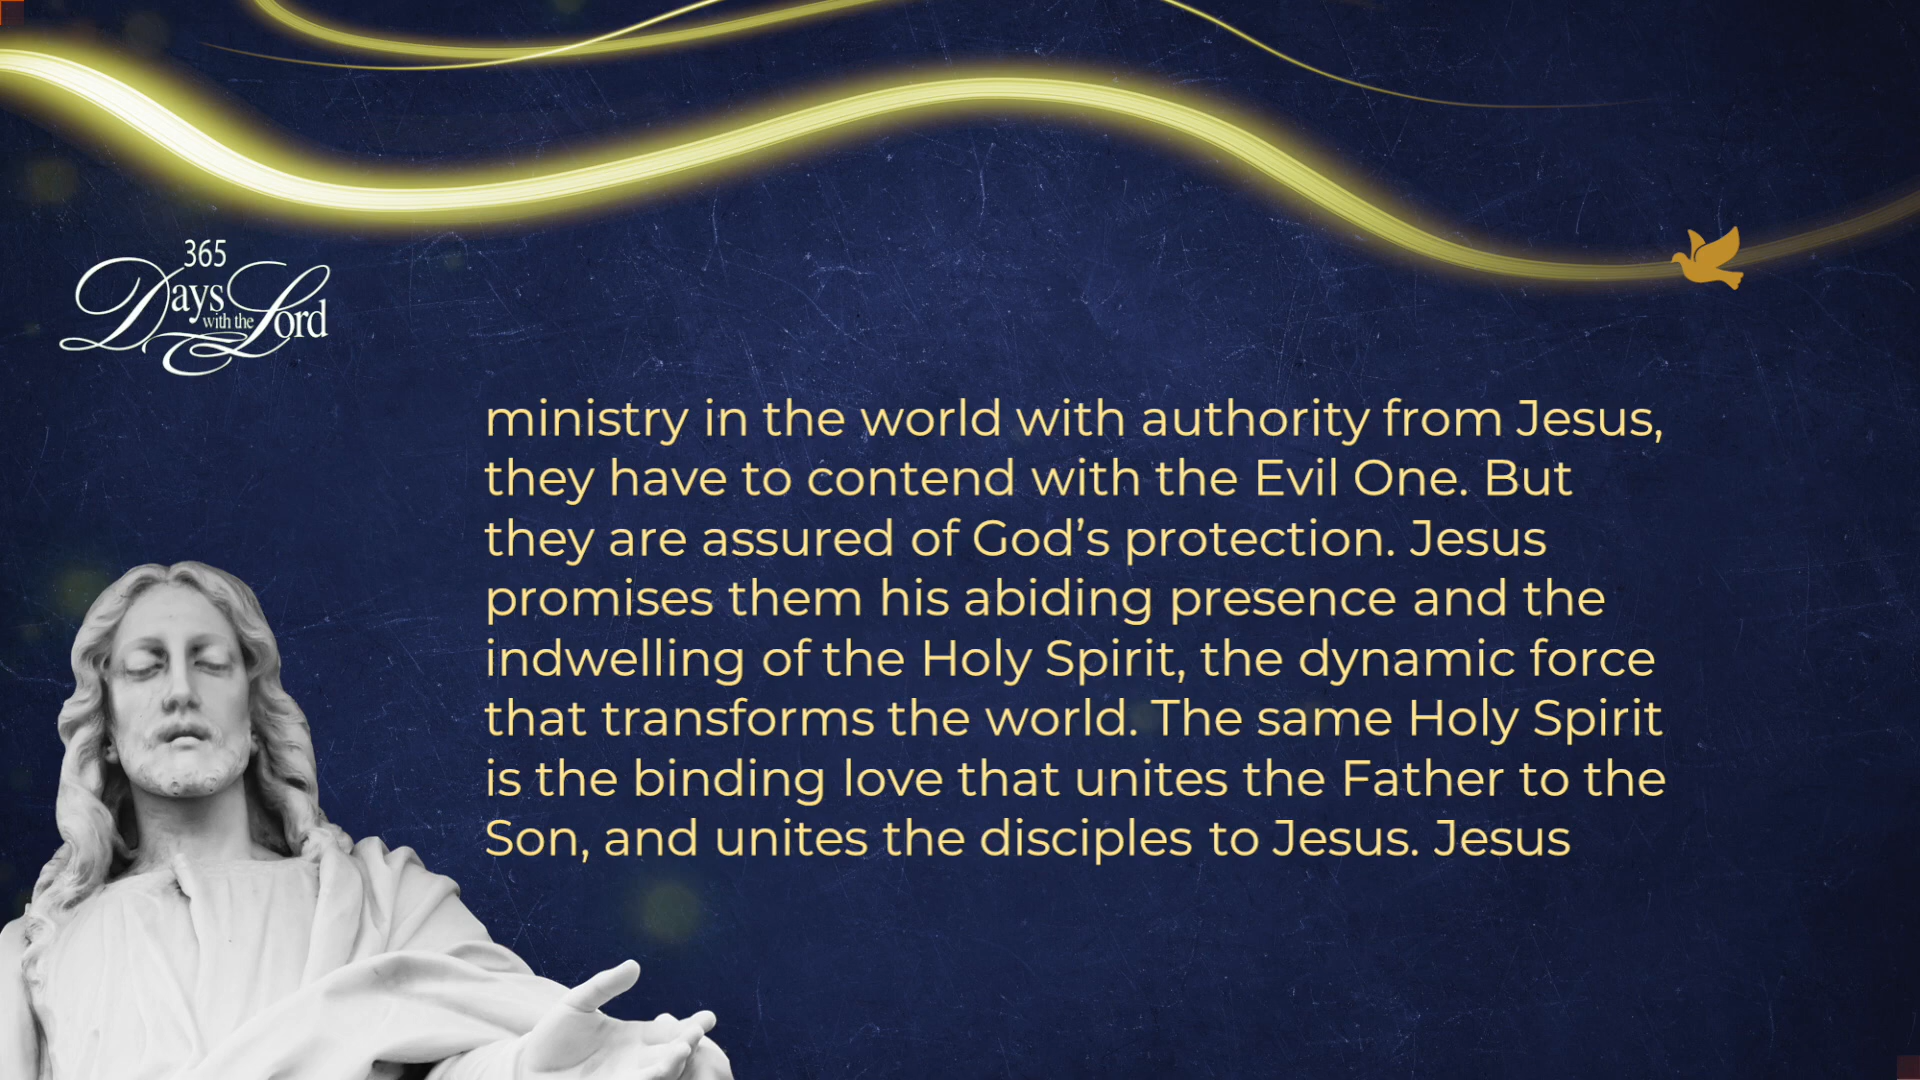 365
Days
with the
Lord
ministry in the world with authority from Jesus,
they have to contend with the Evil One. But
they are assured of God’s protection. Jesus
promises them his abiding presence and the
indwelling of the Holy Spirit, the dynamic force
that transforms the world. The same Holy Spirit
is the binding love that unites the Father to the
Son, and unites the disciples to Jesus. Jesus